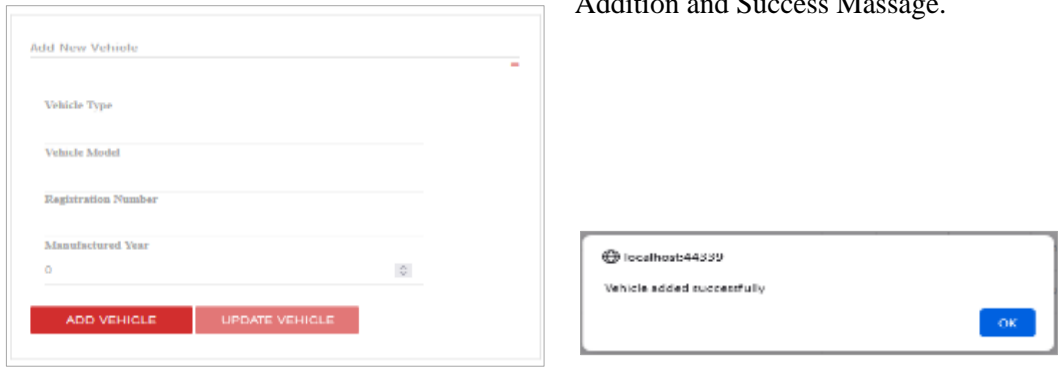 Addition and Success Massage.
Add New Vehicle
Vehicle Type
Vehicle Model
Registration Number
Manufactured Year
0
ADD VEHICLE
UPDATE VEHICLE
localhost:44339
Vehicle added successfully
OK